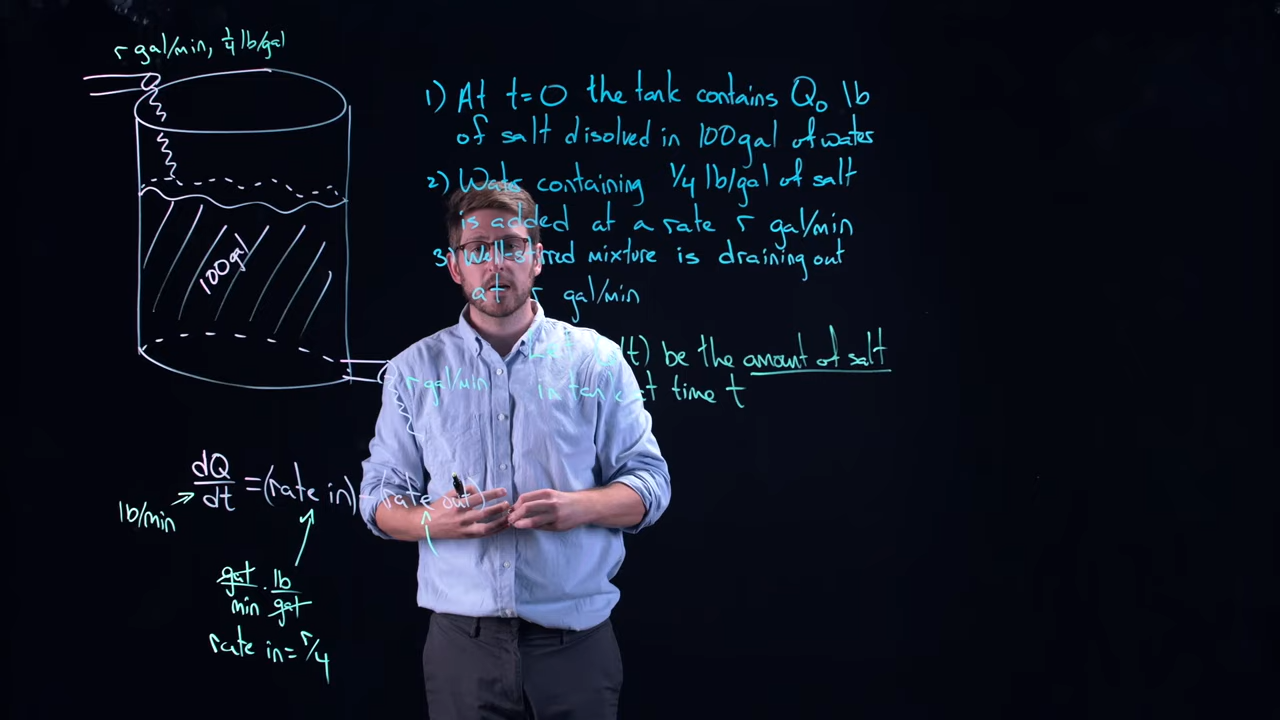 r gal/min, 1/4 lb/gal
1) At t=0 the tank contains Q₀ lb
of salt disolved in 100gal of water
2) Water containing 1/4 lb/gal of salt
is added at a rate r gal/min
3) Well-stirred mixture is draining out
at r gal/min
100gal
(t) be the amount of salt
in tank at time t
r gal/min
dQ/dt = (rate in) - (rate out)
lb/min
gal/min · lb/gal
rate in = r/4